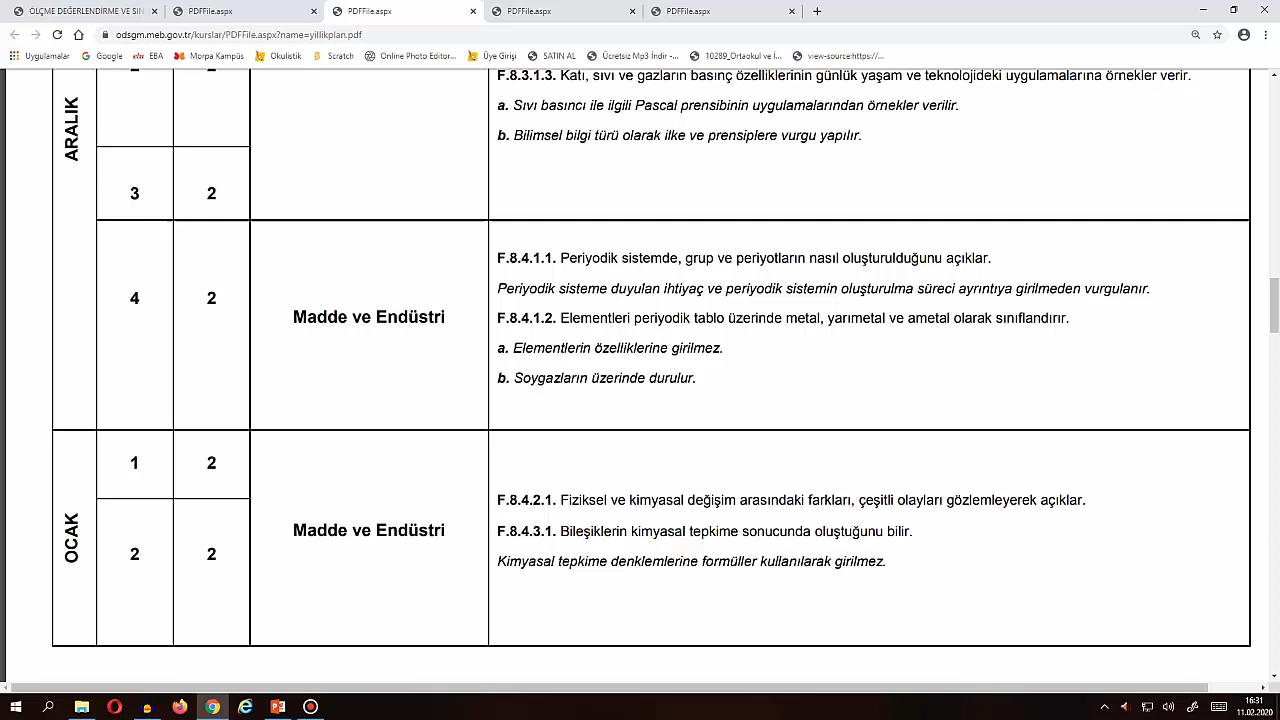 ÖLÇME DEĞERLENDİRME VE SIN
PDFFile.aspx
PDFFile.aspx
PDFFile.aspx
PDFFile.aspx
odsgm.meb.gov.tr/kurslar/PDFFile.aspx?name=yillikplan.pdf
Uygulamalar
Google
EBA
Morpa Kampüs
Okulistik
Scratch
Online Photo Editor...
Üye Girişi
SATIN AL
Ücretsiz Mp3 İndir -...
10289_Ortaokul ve İ...
view-source:https://...
F.8.3.1.3. Katı, sıvı ve gazların basınç özelliklerinin günlük yaşam ve teknolojideki uygulamalarına örnekler verir.
a. Sıvı basıncı ile ilgili Pascal prensibinin uygulamalarından örnekler verilir.
b. Bilimsel bilgi türü olarak ilke ve prensiplere vurgu yapılır.
ARALIK
3
2
4
2
Madde ve Endüstri
F.8.4.1.1. Periyodik sistemde, grup ve periyotların nasıl oluşturulduğunu açıklar.
Periyodik sisteme duyulan ihtiyaç ve periyodik sistemin oluşturulma süreci ayrıntıya girilmeden vurgulanır.
F.8.4.1.2. Elementleri periyodik tablo üzerinde metal, yarımetal ve ametal olarak sınıflandırır.
a. Elementlerin özelliklerine girilmez.
b. Soygazların üzerinde durulur.
OCAK
1
2
2
2
Madde ve Endüstri
F.8.4.2.1. Fiziksel ve kimyasal değişim arasındaki farkları, çeşitli olayları gözlemleyerek açıklar.
F.8.4.3.1. Bileşiklerin kimyasal tepkime sonucunda oluştuğunu bilir.
Kimyasal tepkime denklemlerine formüller kullanılarak girilmez.
16:31
11.02.2020